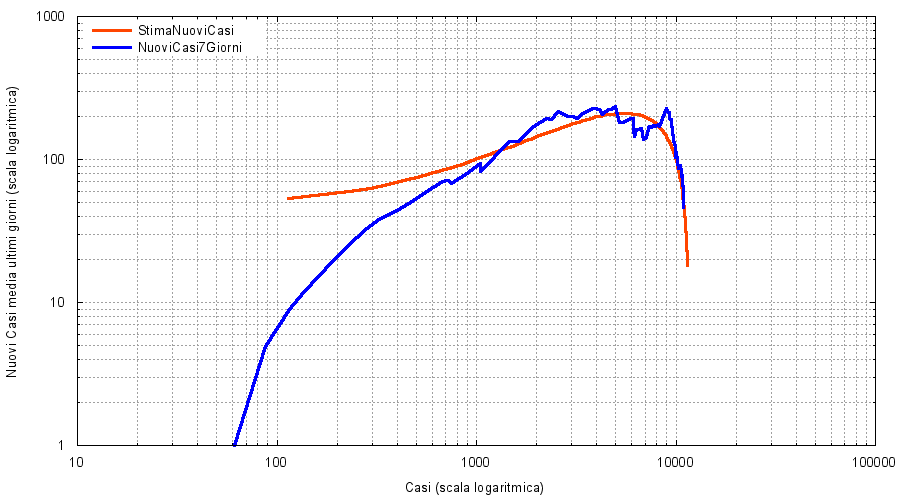 1000
StimaNuoviCasi
NuoviCasi7Giorni
100
10
1
10
100
1000
10000
100000
Nuovi Casi media ultimi giorni (scala logaritmica)
Casi (scala logaritmica)